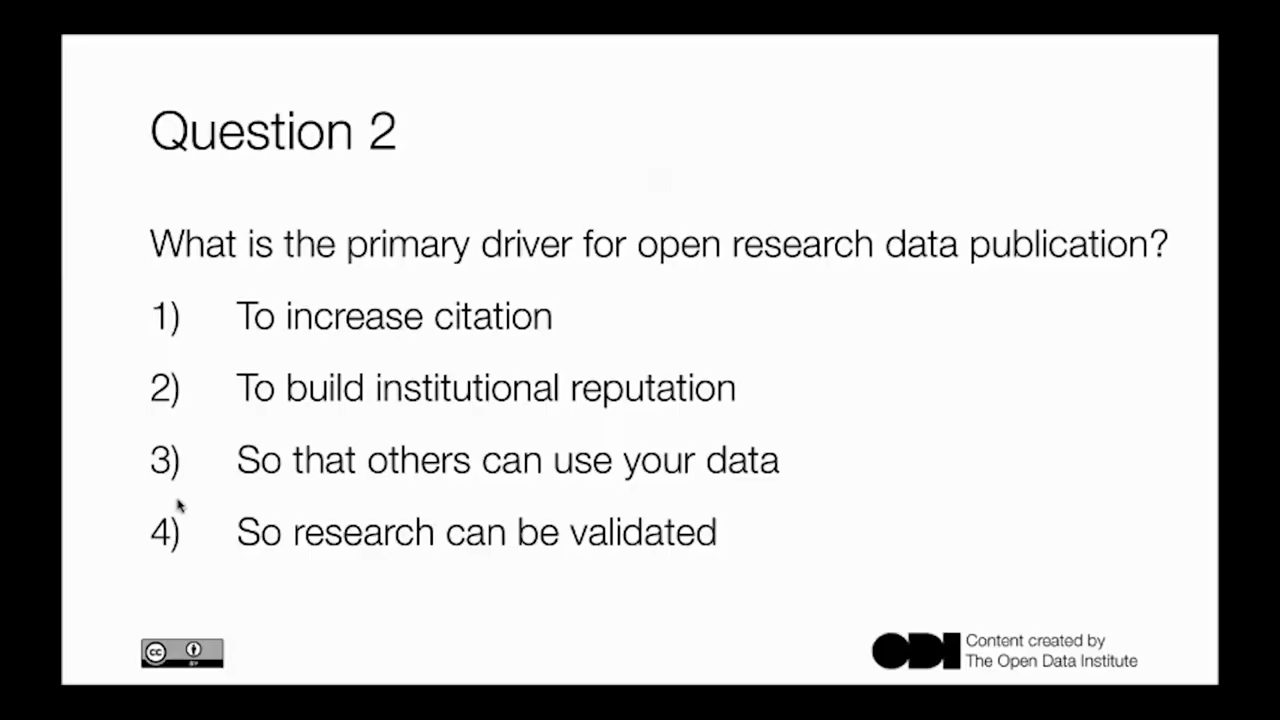 Question 2
What is the primary driver for open research data publication?
1) To increase citation
2) To build institutional reputation
3) So that others can use your data
4) So research can be validated
cc BY
ODI Content created by
The Open Data Institute